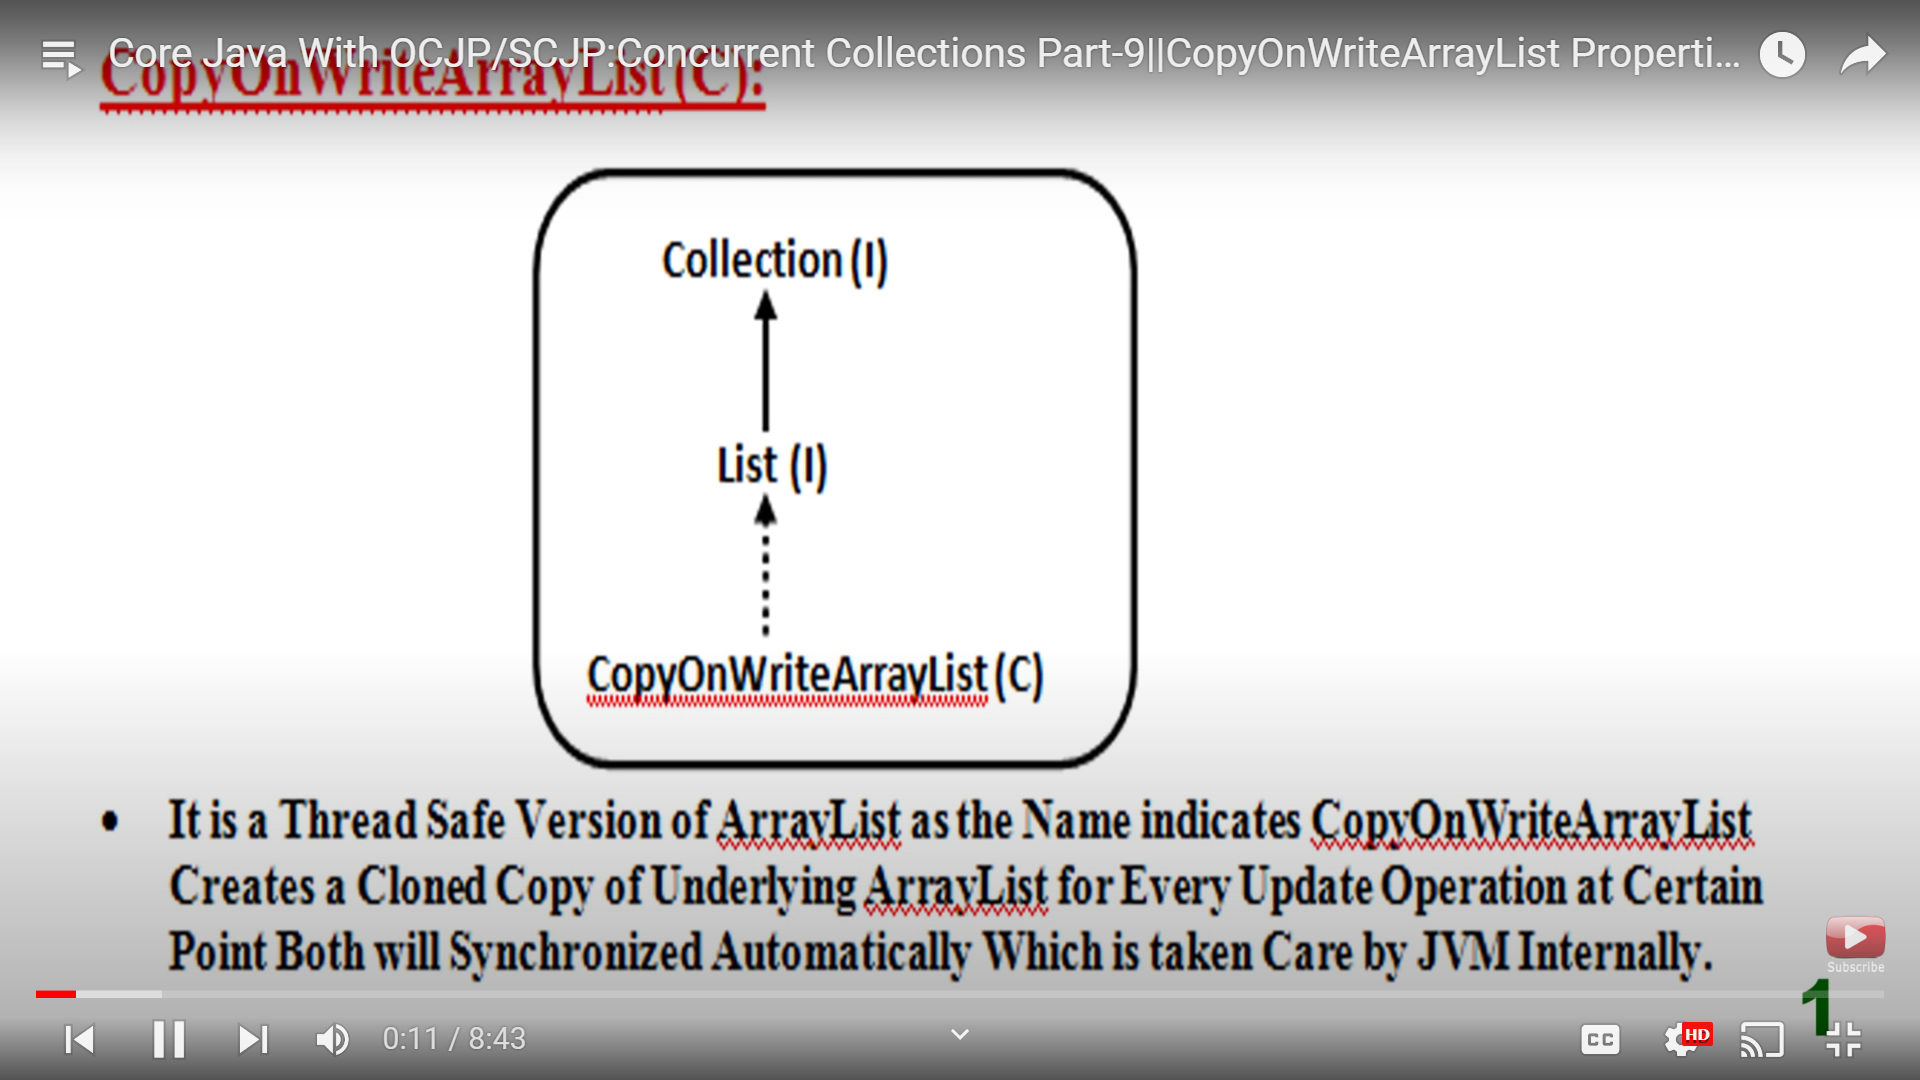 Core Java With OCJP/SCJP:Concurrent Collections Part-9||CopyOnWriteArrayList Properti...
CopyOnWriteArrayList (C):
Collection (I)
List (I)
CopyOnWriteArrayList (C)
• It is a Thread Safe Version of ArrayList as the Name indicates CopyOnWriteArrayList
Creates a Cloned Copy of Underlying ArrayList for Every Update Operation at Certain
Point Both will Synchronized Automatically Which is taken Care by JVM Internally.
Subscribe
1
0:11 / 8:43
CC
HD